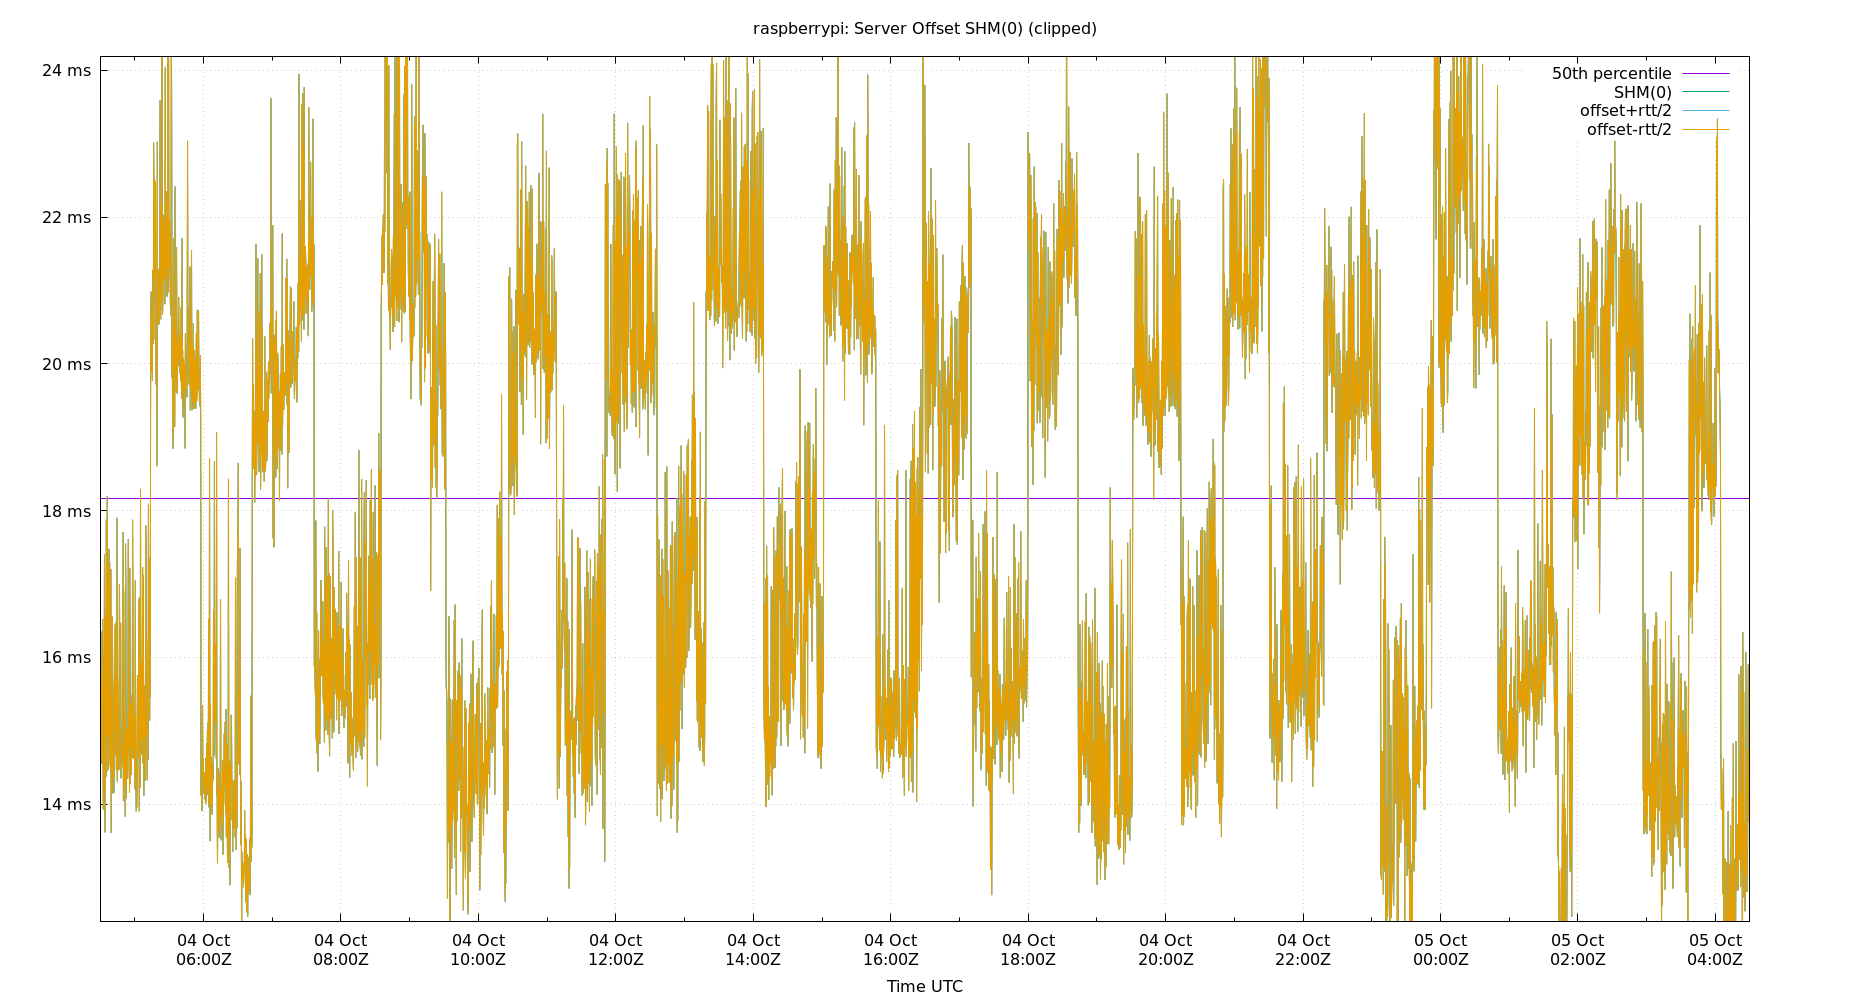 raspberrypi: Server Offset SHM(0) (clipped)
24 ms
22 ms
20 ms
18 ms
16 ms
14 ms
50th percentile
SHM(0)
offset+rtt/2
offset-rtt/2
04 Oct 04 Oct 04 Oct 04 Oct 04 Oct 04 Oct 04 Oct 04 Oct 04 Oct 05 Oct 05 Oct 05 Oct
06:00Z 08:00Z 10:00Z 12:00Z 14:00Z 16:00Z 18:00Z 20:00Z 22:00Z 00:00Z 02:00Z 04:00Z
Time UTC